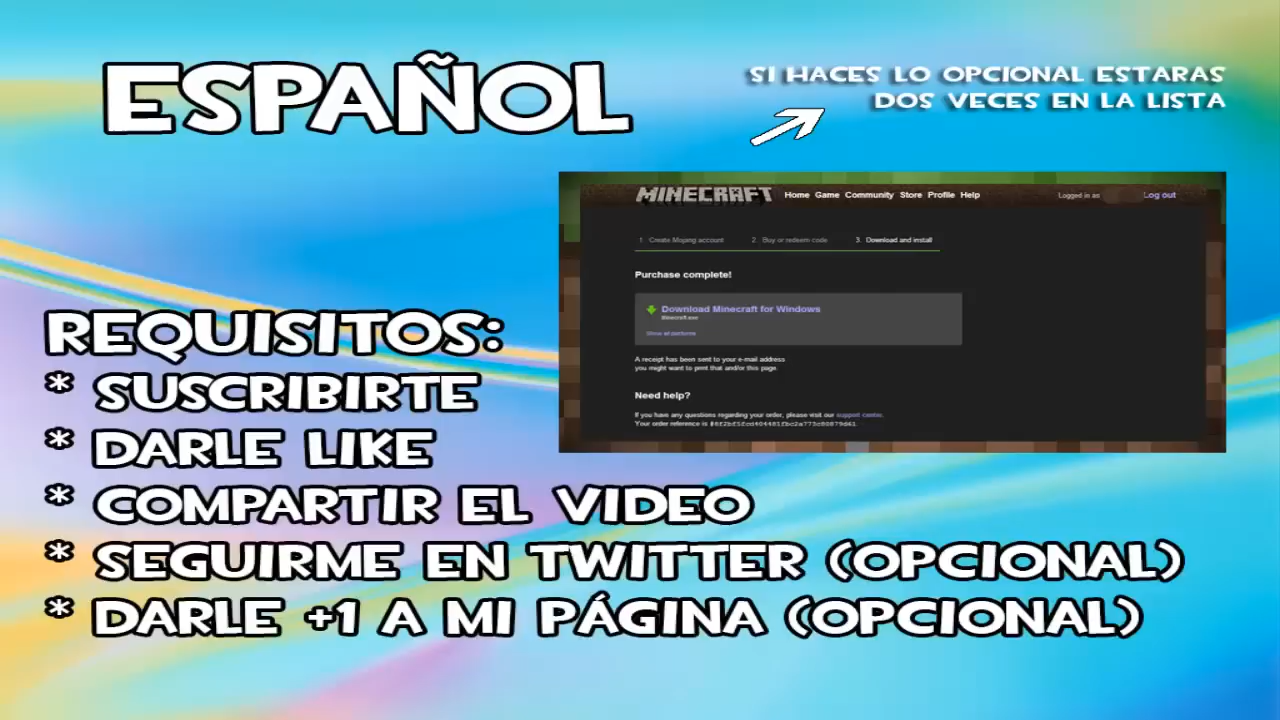 ESPAÑOL
SI HACES LO OPCIONAL ESTARAS
DOS VECES EN LA LISTA
MINECRAFT Home Game Community Store Profile Help Logged in as Log out
1. Create Mojang account 2. Buy or redeem code 3. Download and install
Purchase complete!
Download Minecraft for Windows
Minecraft.exe
Show all platforms
A receipt has been sent to your e-mail address
you might want to print that and/or this page.
Need help?
If you have any questions regarding your order, please visit our support center.
Your order reference is
REQUISITOS:
* SUSCRIBIRTE
* DARLE LIKE
* COMPARTIR EL VIDEO
* SEGUIRME EN TWITTER (OPCIONAL)
* DARLE +1 A MI PÁGINA (OPCIONAL)